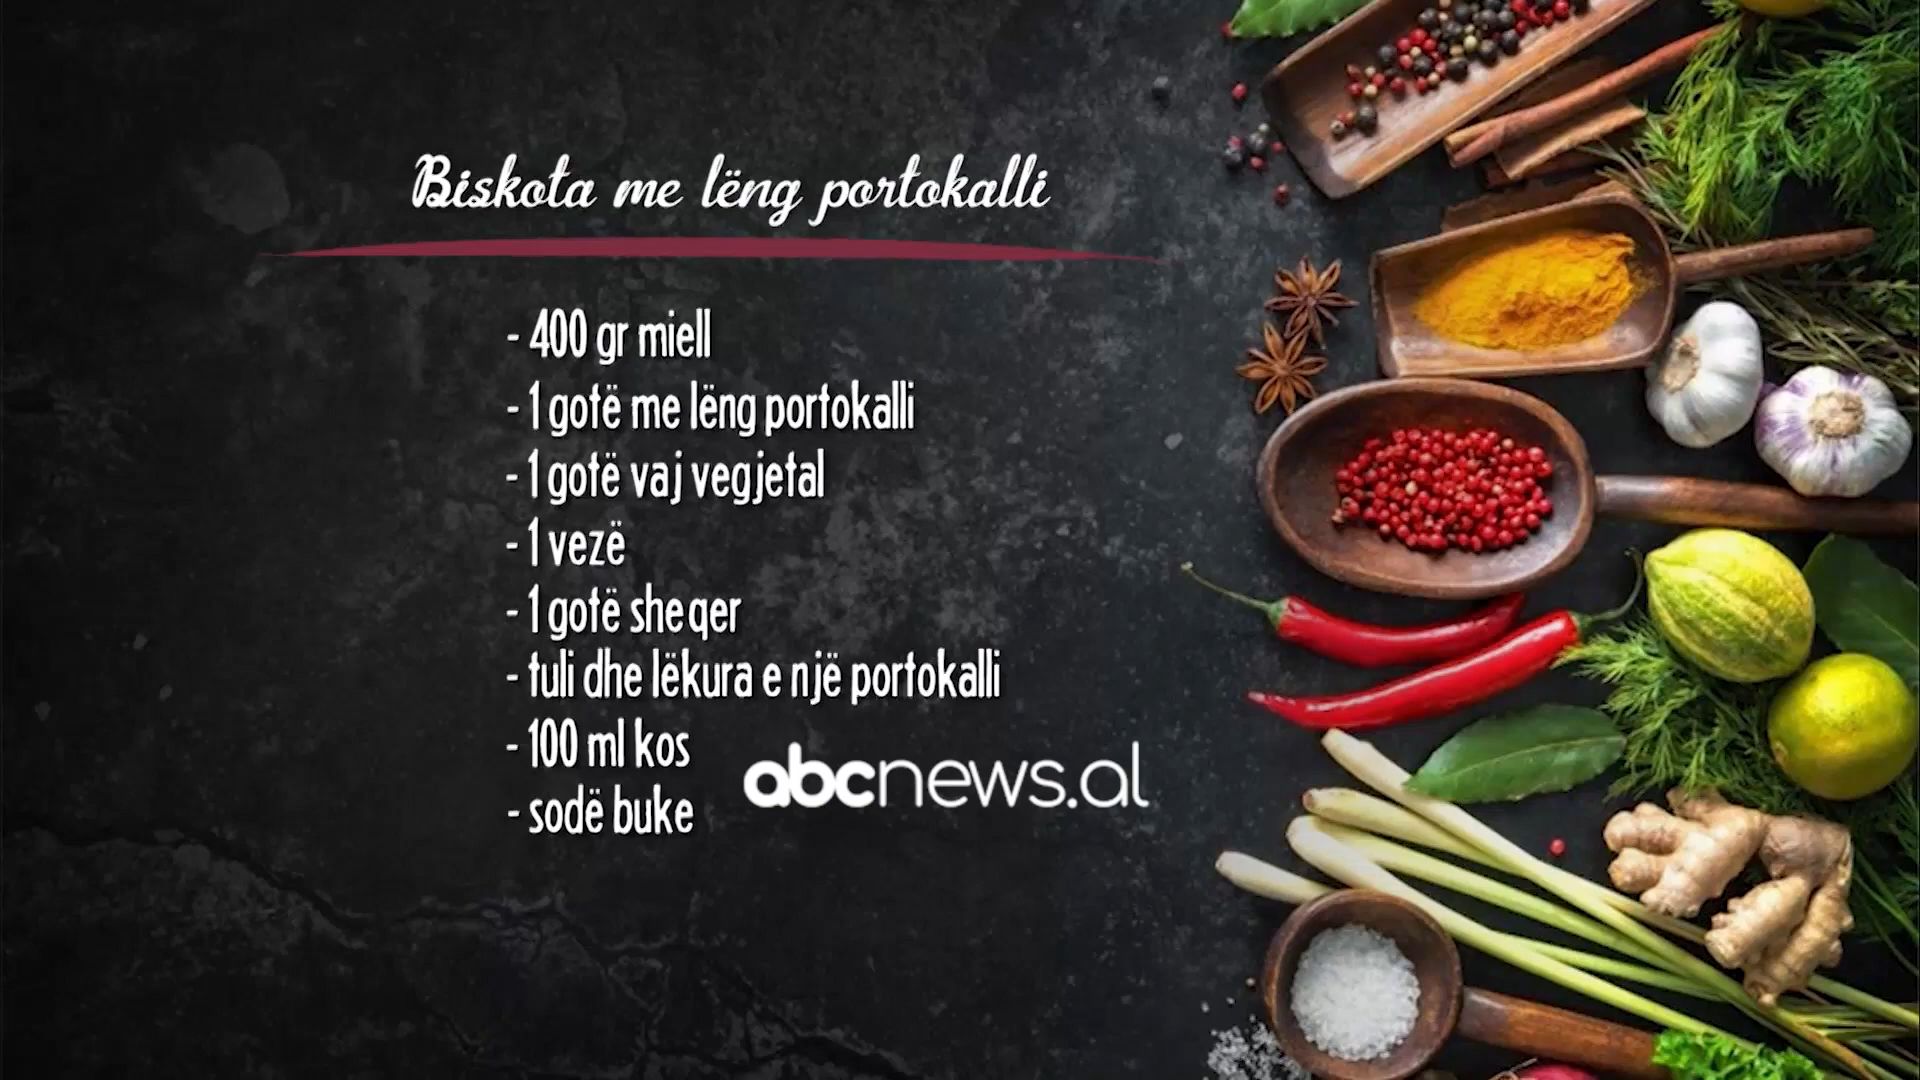 Biskota me lëng portokalli
- 400 gr miell
- 1 gotë me lëng portokalli
- 1 gotë vaj vegjetal
- 1 vezë
- 1 gotë sheqer
- tuli dhe lëkura e një portokalli
- 100 ml kos
- sodë buke
abcnews.al